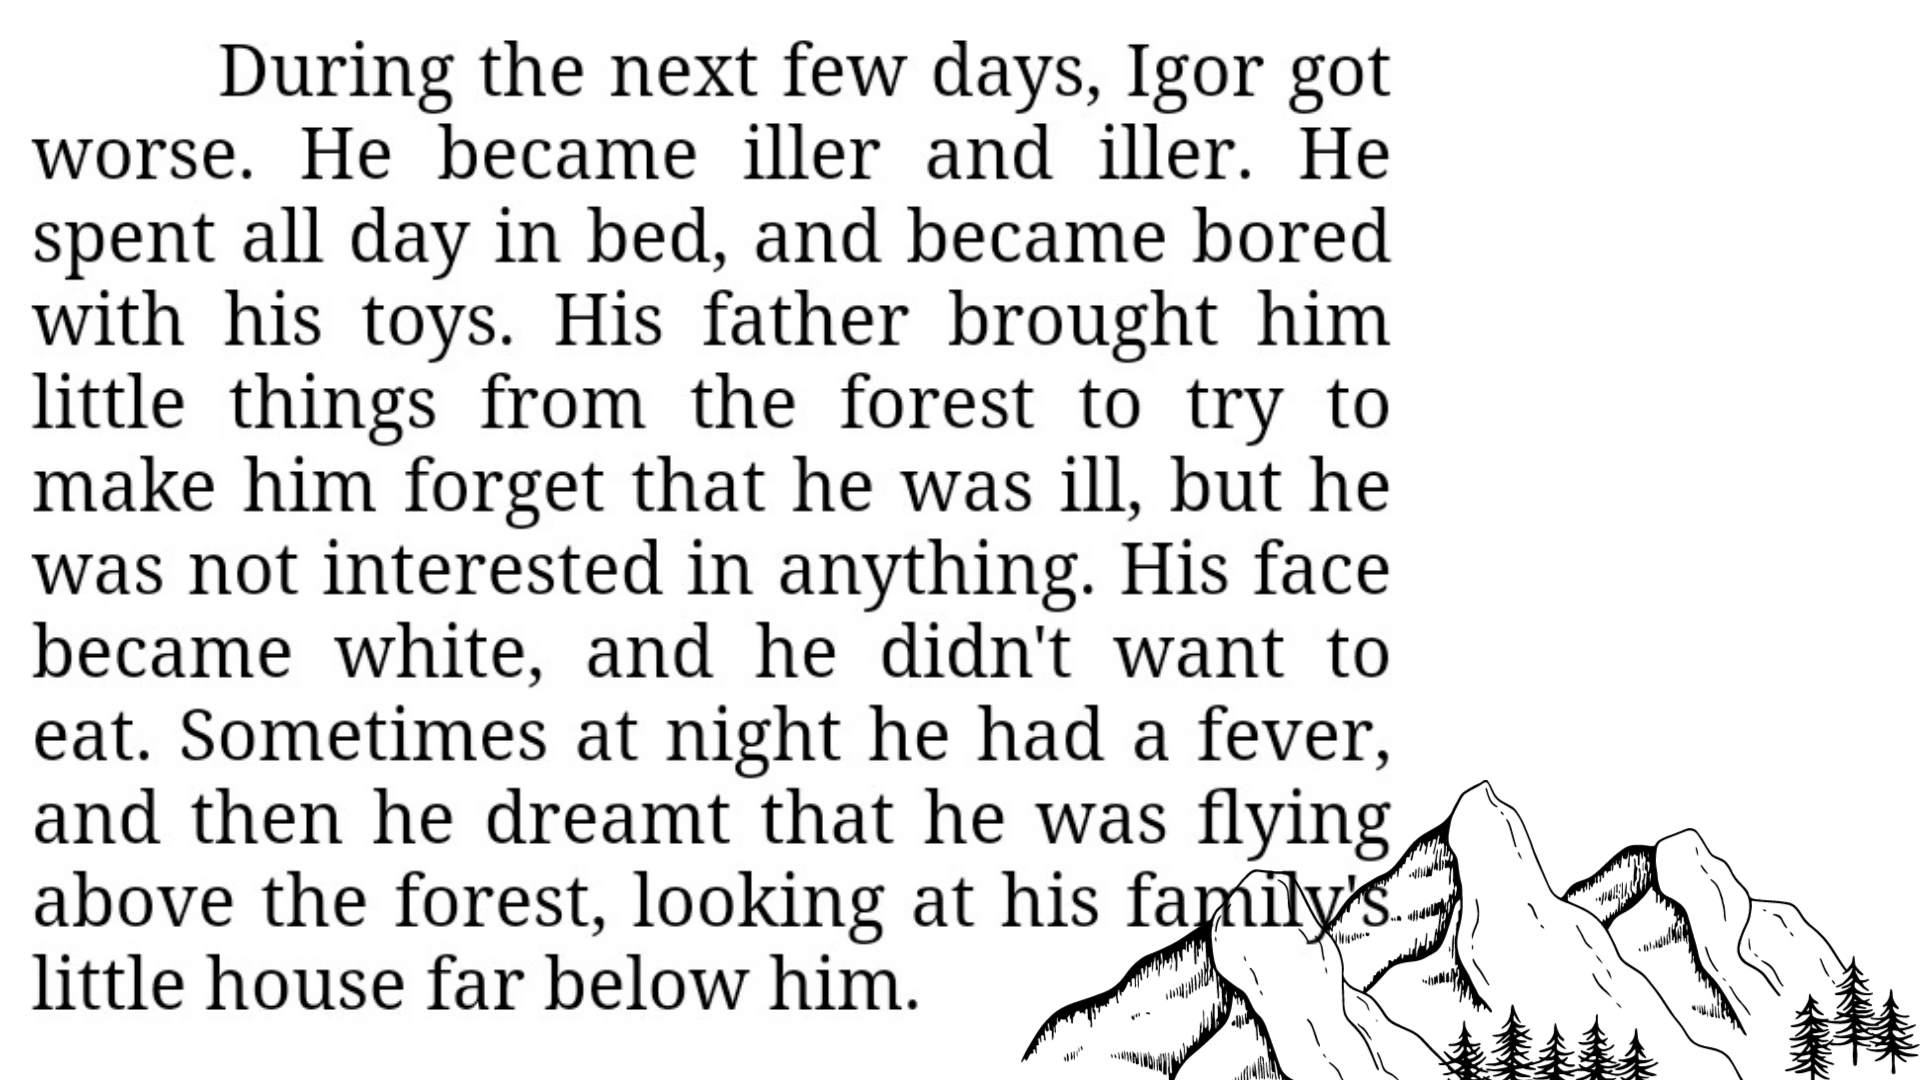 During the next few days, Igor got
worse. He became iller and iller. He
spent all day in bed, and became bored
with his toys. His father brought him
little things from the forest to try to
make him forget that he was ill, but he
was not interested in anything. His face
became white, and he didn't want to
eat. Sometimes at night he had a fever,
and then he dreamt that he was flying
above the forest, looking at his family's
little house far below him.